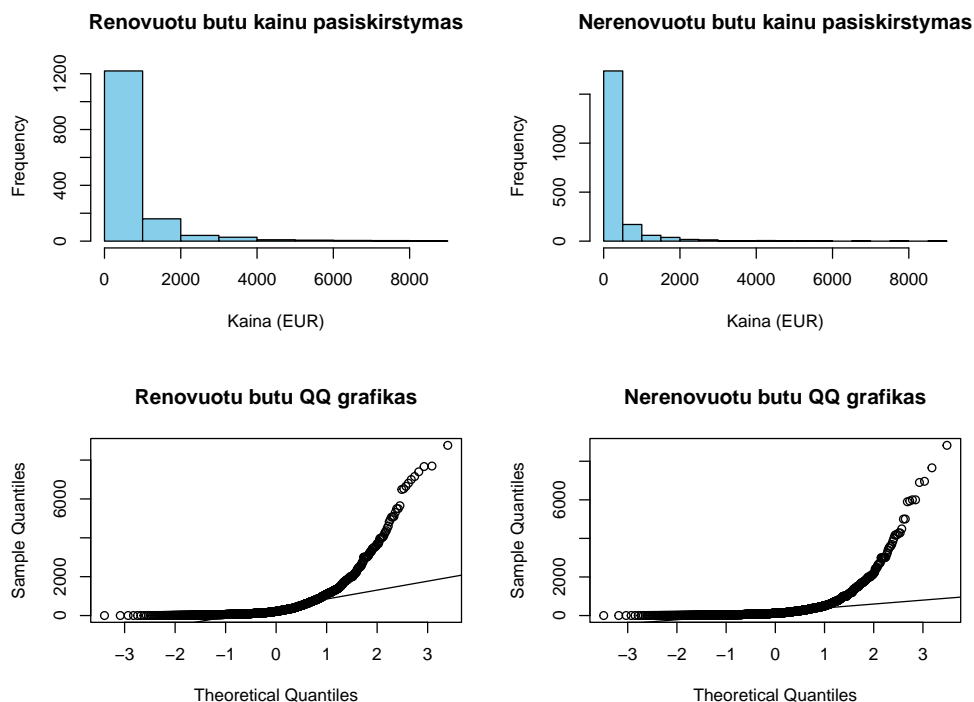 Renovuotu butu kainu pasiskirstymas
Frequency
0 400 800 1200
0 2000 4000 6000 8000
Kaina (EUR)
Nerenovuotu butu kainu pasiskirstymas
Frequency
0 500 1000
0 2000 4000 6000 8000
Kaina (EUR)
Renovuotu butu QQ grafikas
Sample Quantiles
0 2000 6000
−3 −2 −1 0 1 2 3
Theoretical Quantiles
Nerenovuotu butu QQ grafikas
Sample Quantiles
0 2000 6000
−3 −2 −1 0 1 2 3
Theoretical Quantiles